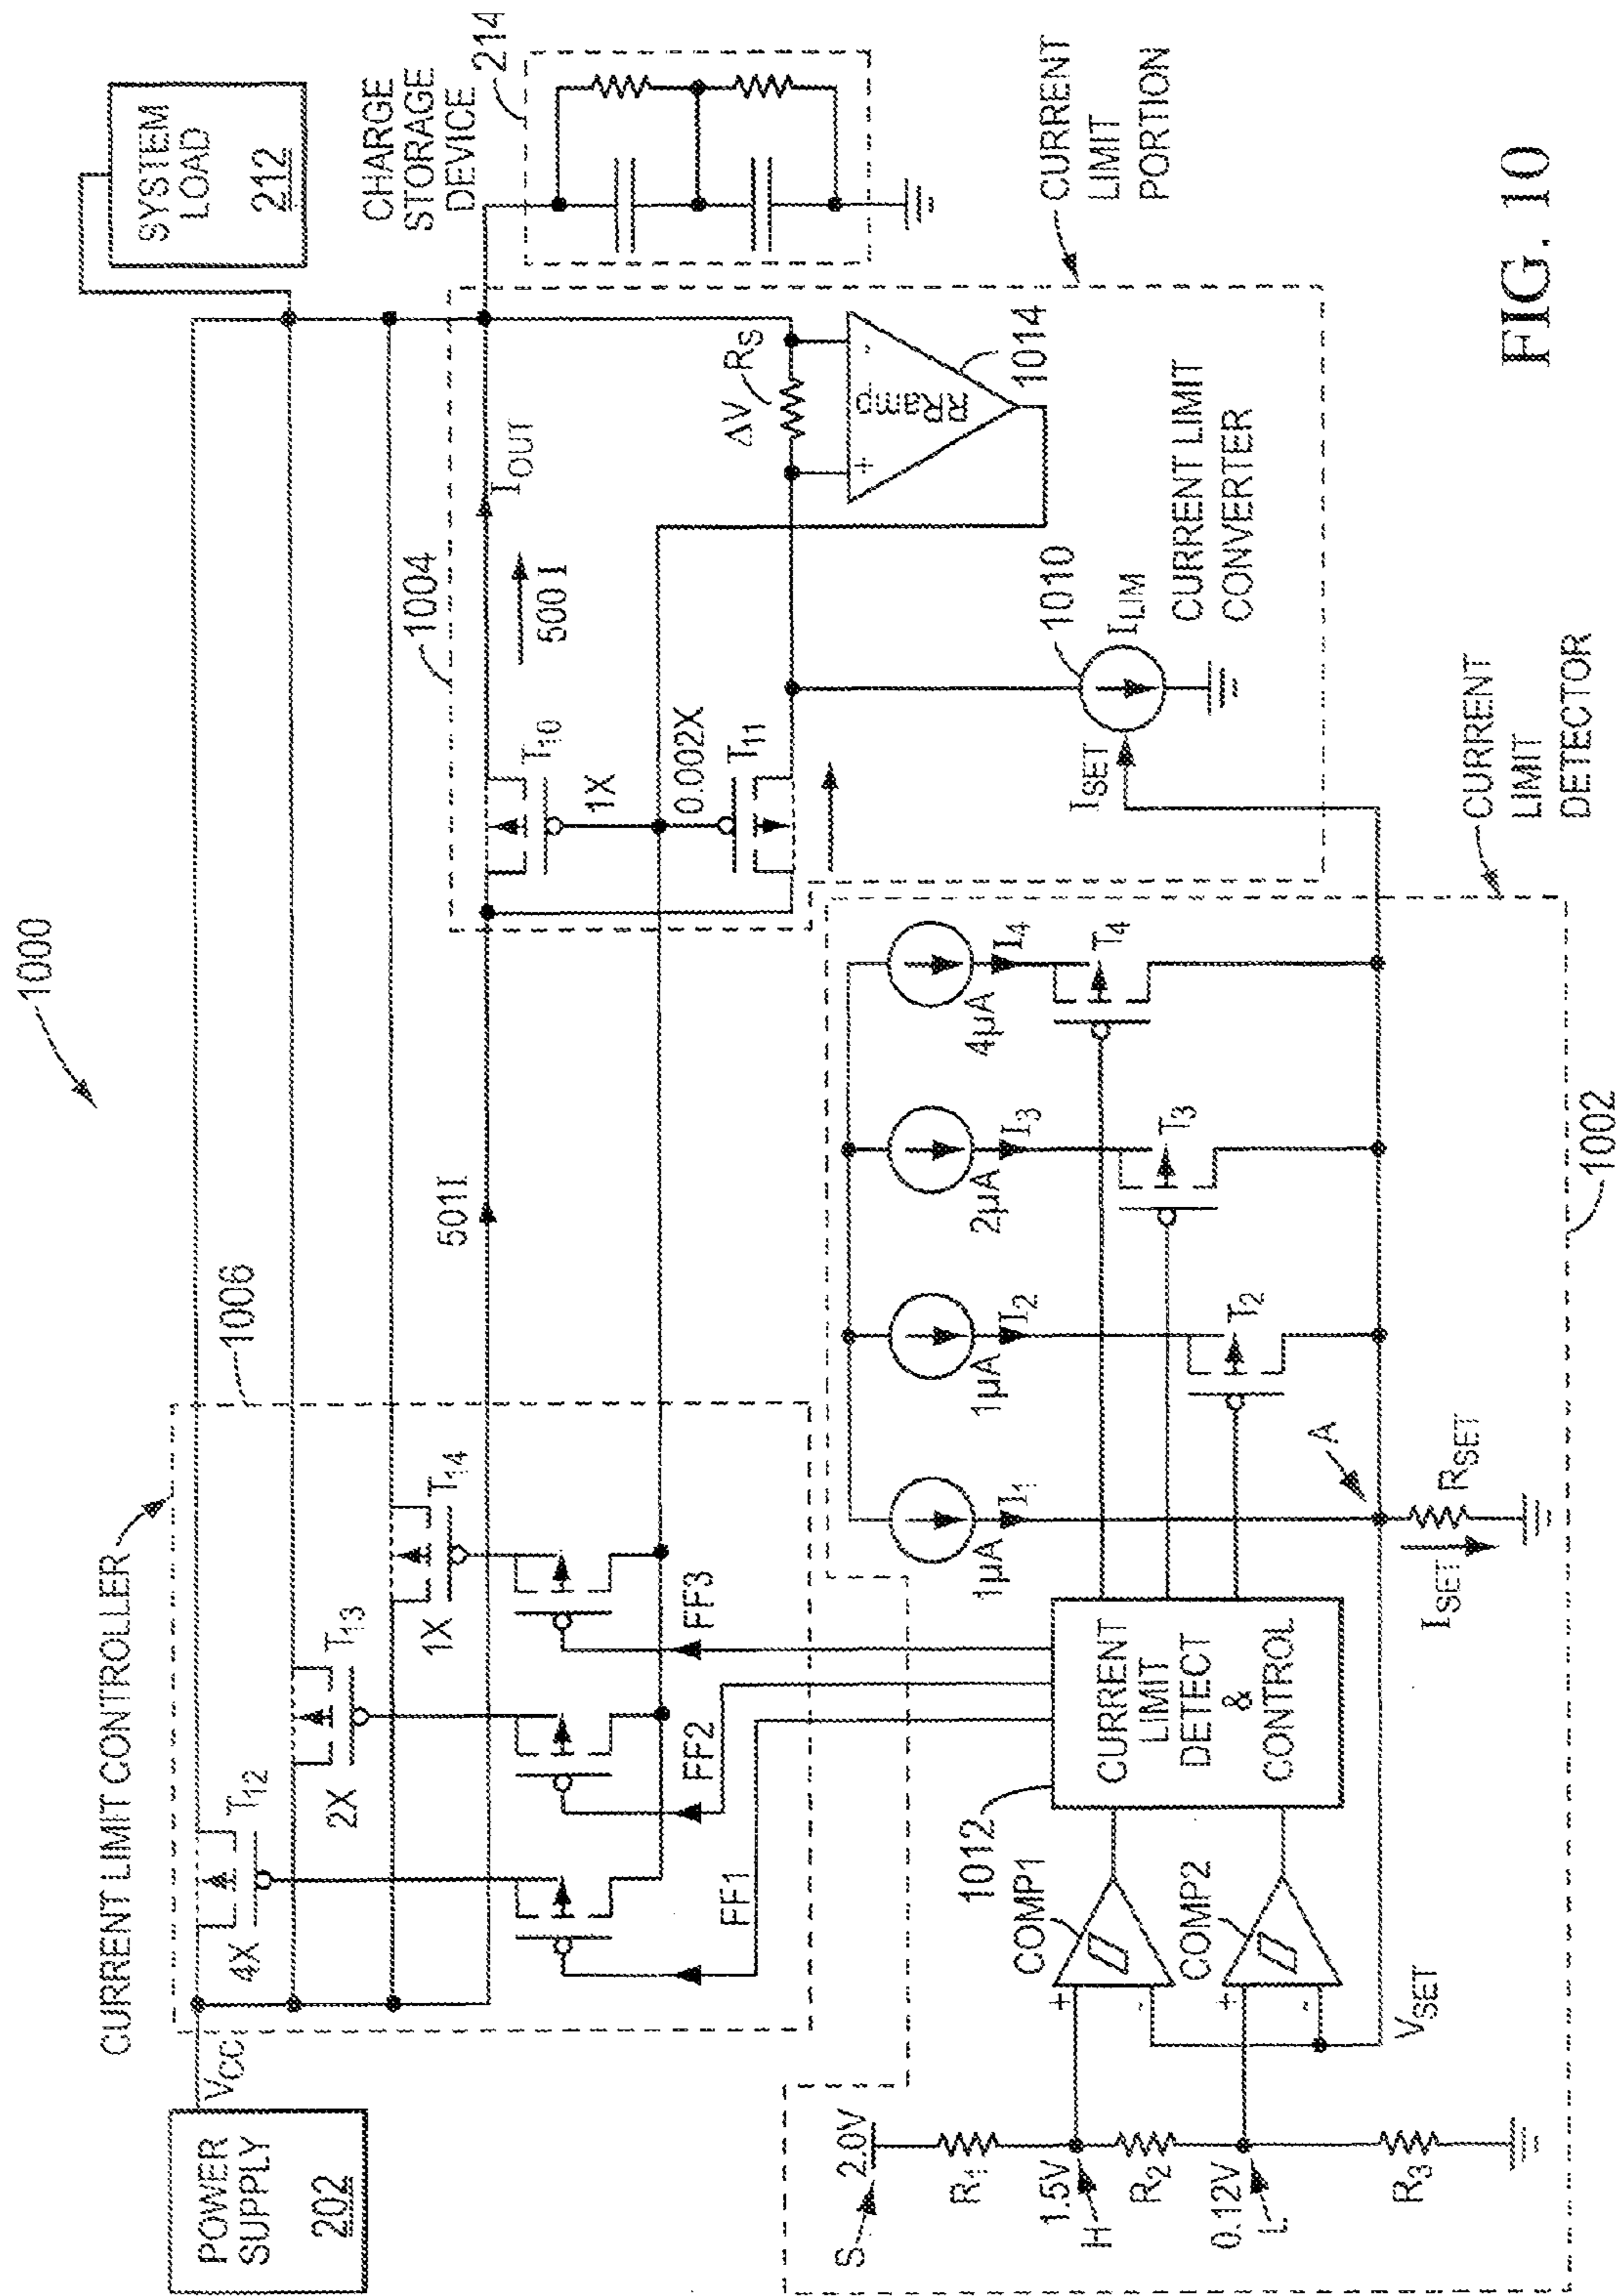 1000
CURRENT LIMIT CONTROLLER
1006
POWER
SUPPLY
202
V_CC
4X
T_12
2X
T_13
1X
T_14
501I
1004
500 I
I_OUT
SYSTEM
LOAD
212
CHARGE
STORAGE
DEVICE
214
T_10
1X
0.002X
T_11
ΔV
R_S
+
-
RRamp
1014
CURRENT
LIMIT
PORTION
FF1
FF2
FF3
1010
I_LIM
I_SET
CURRENT LIMIT
CONVERTER
S
2.0V
R_1
1.5V
H
R_2
0.12V
L
R_3
+
-
COMP1
+
-
COMP2
V_SET
1012
CURRENT
LIMIT
DETECT
&
CONTROL
1µA
I_1
1µA
I_2
2µA
I_3
4µA
I_4
T_2
T_3
T_4
A
I_SET
R_SET
1002
CURRENT
LIMIT
DETECTOR
FIG. 10